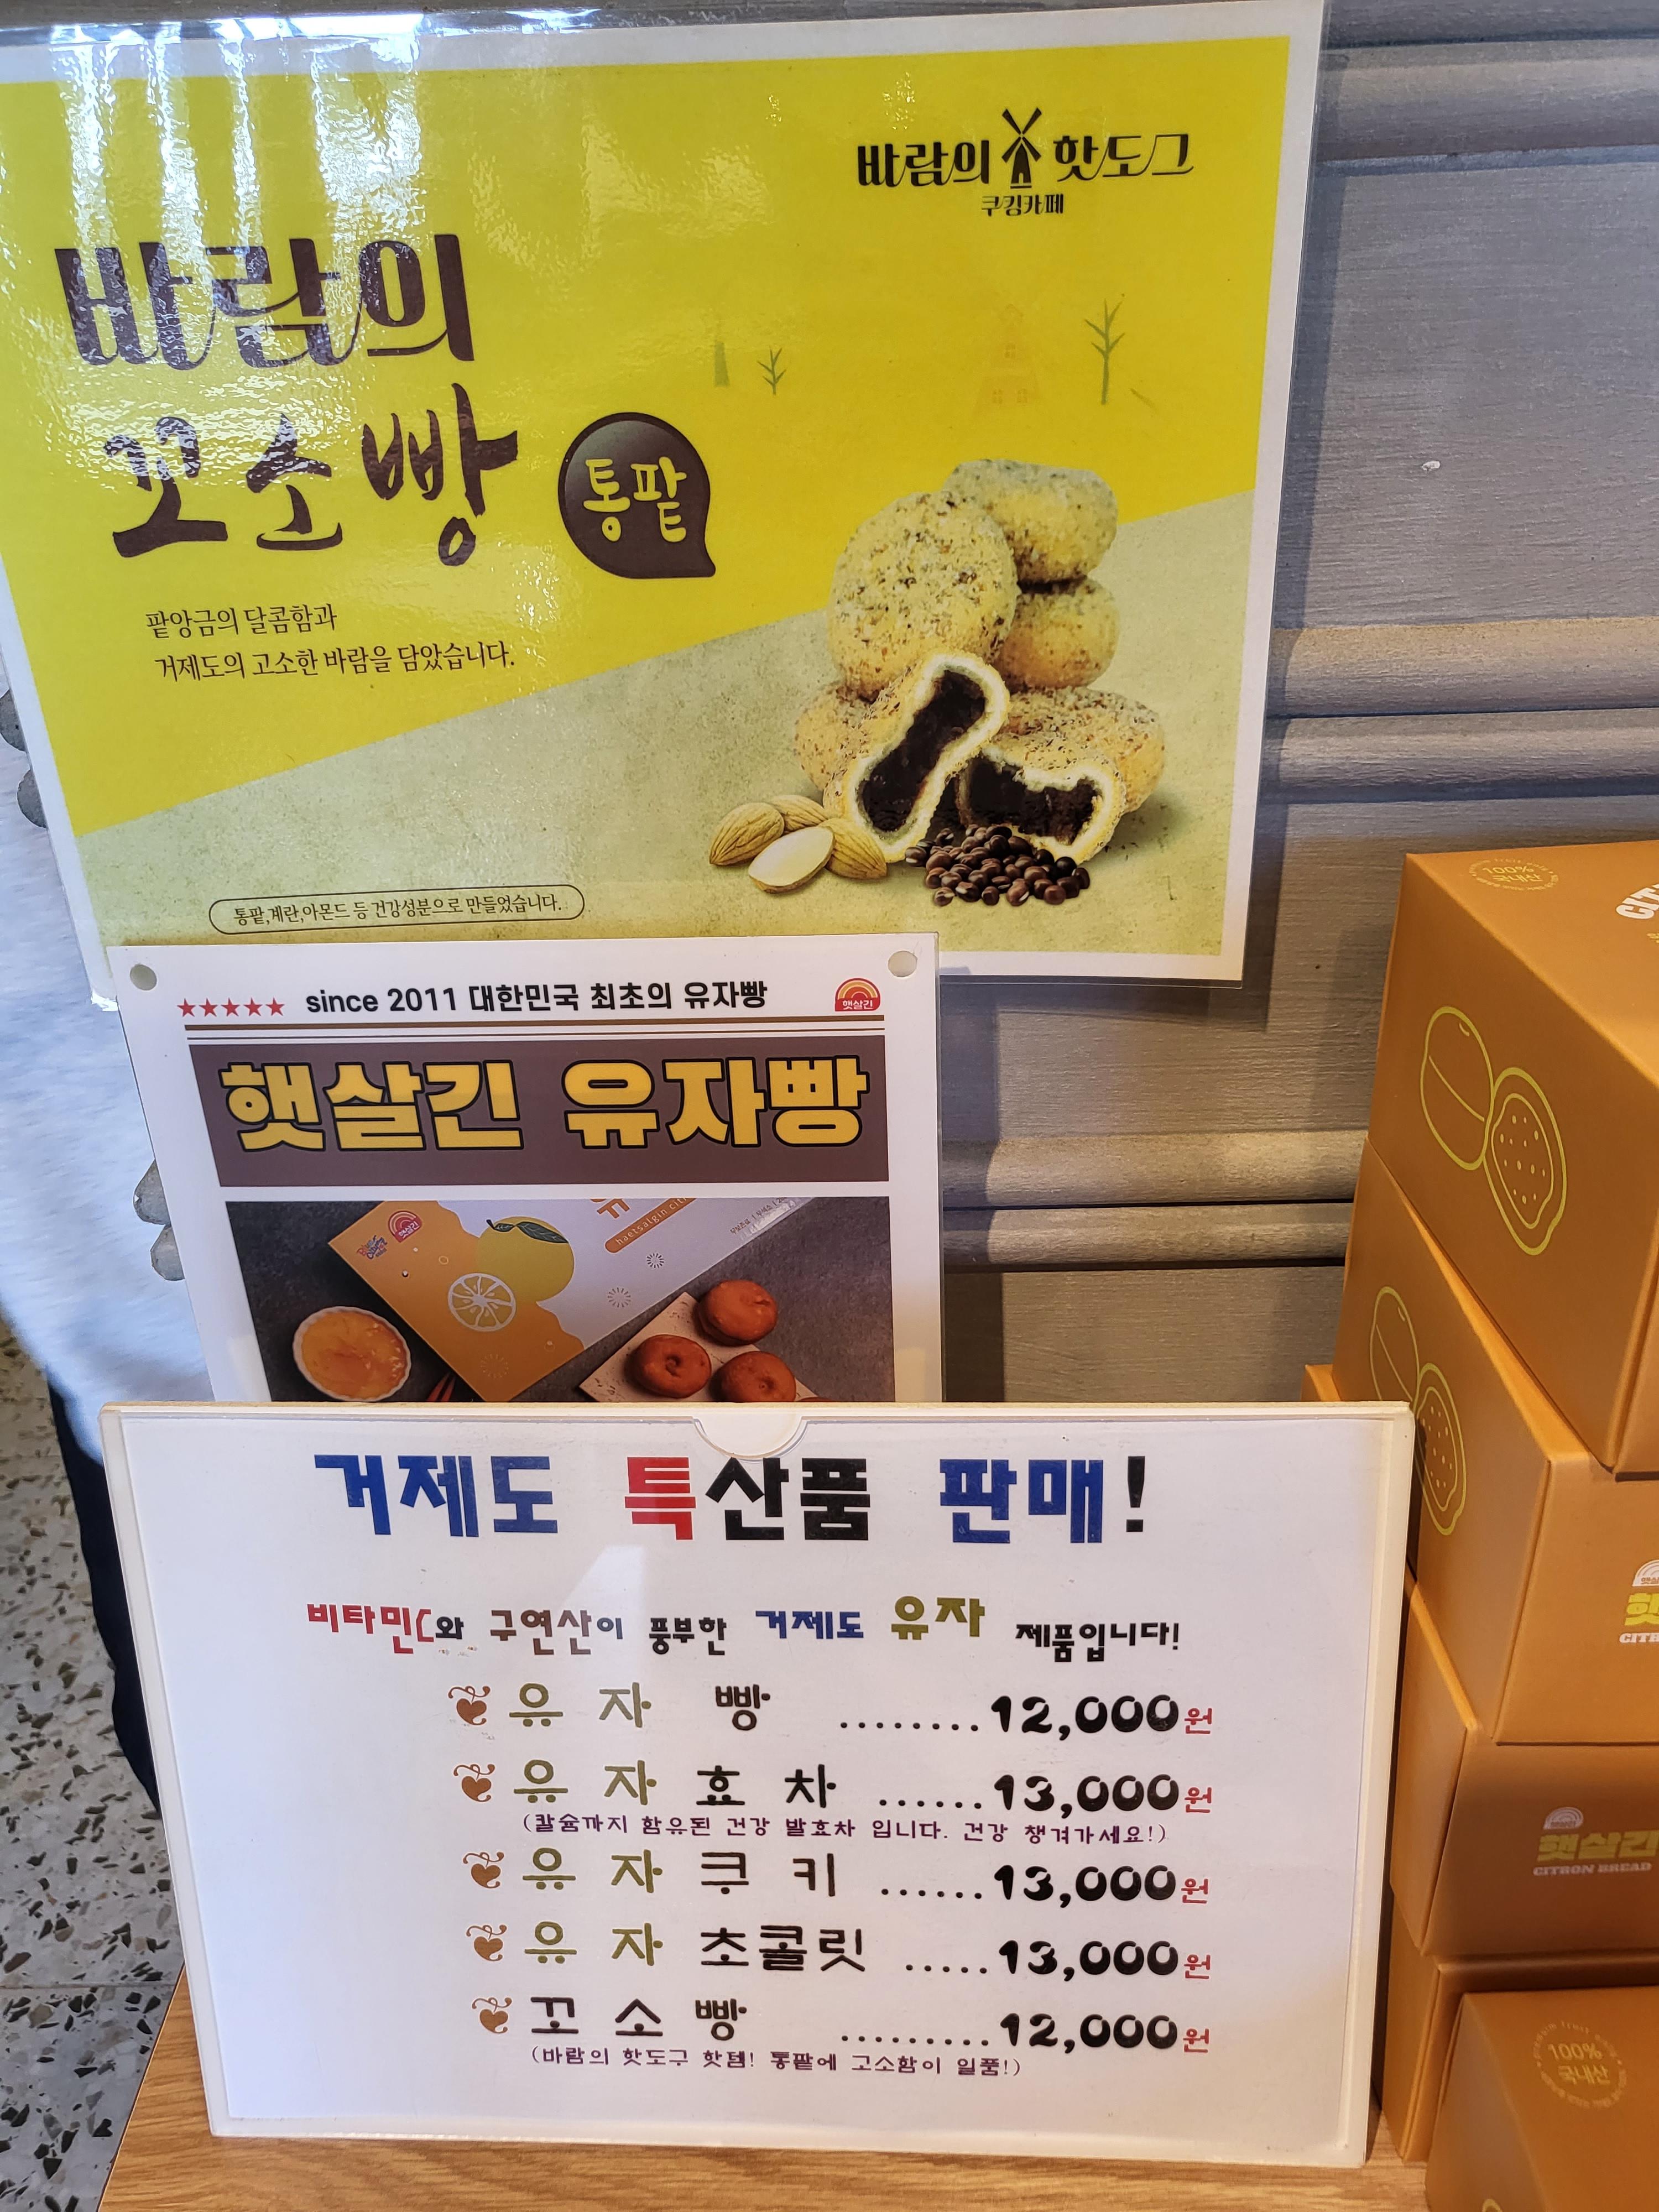 바람의 핫도그
쿠킹카페
바람의
꼬소빵
통팥
팥앙금의 달콤함과
거제도의 고소한 바람을 담았습니다.
통팥,계란,아몬드 등 건강성분으로 만들었습니다.
★★★★★ since 2011 대한민국 최초의 유자빵
햇살긴
햇살긴 유자빵
햇살긴
haetsalgin
거제도 특산품 판매!
비타민C와 구연산이 풍부한 거제도 유자 제품입니다!
유 자 빵 ........12,000원
유 자 효 차 ......13,000원
(칼슘까지 함유된 건강 발효차 입니다. 건강 챙겨가세요!)
유 자 쿠 키 ......13,000원
유 자 초콜릿 .....13,000원
꼬 소 빵 .........12,000원
(바람의 핫도그 핫템! 통팥에 고소함이 일품!)
100%
국내산
햇살긴
CITRON BREAD
100%
국내산